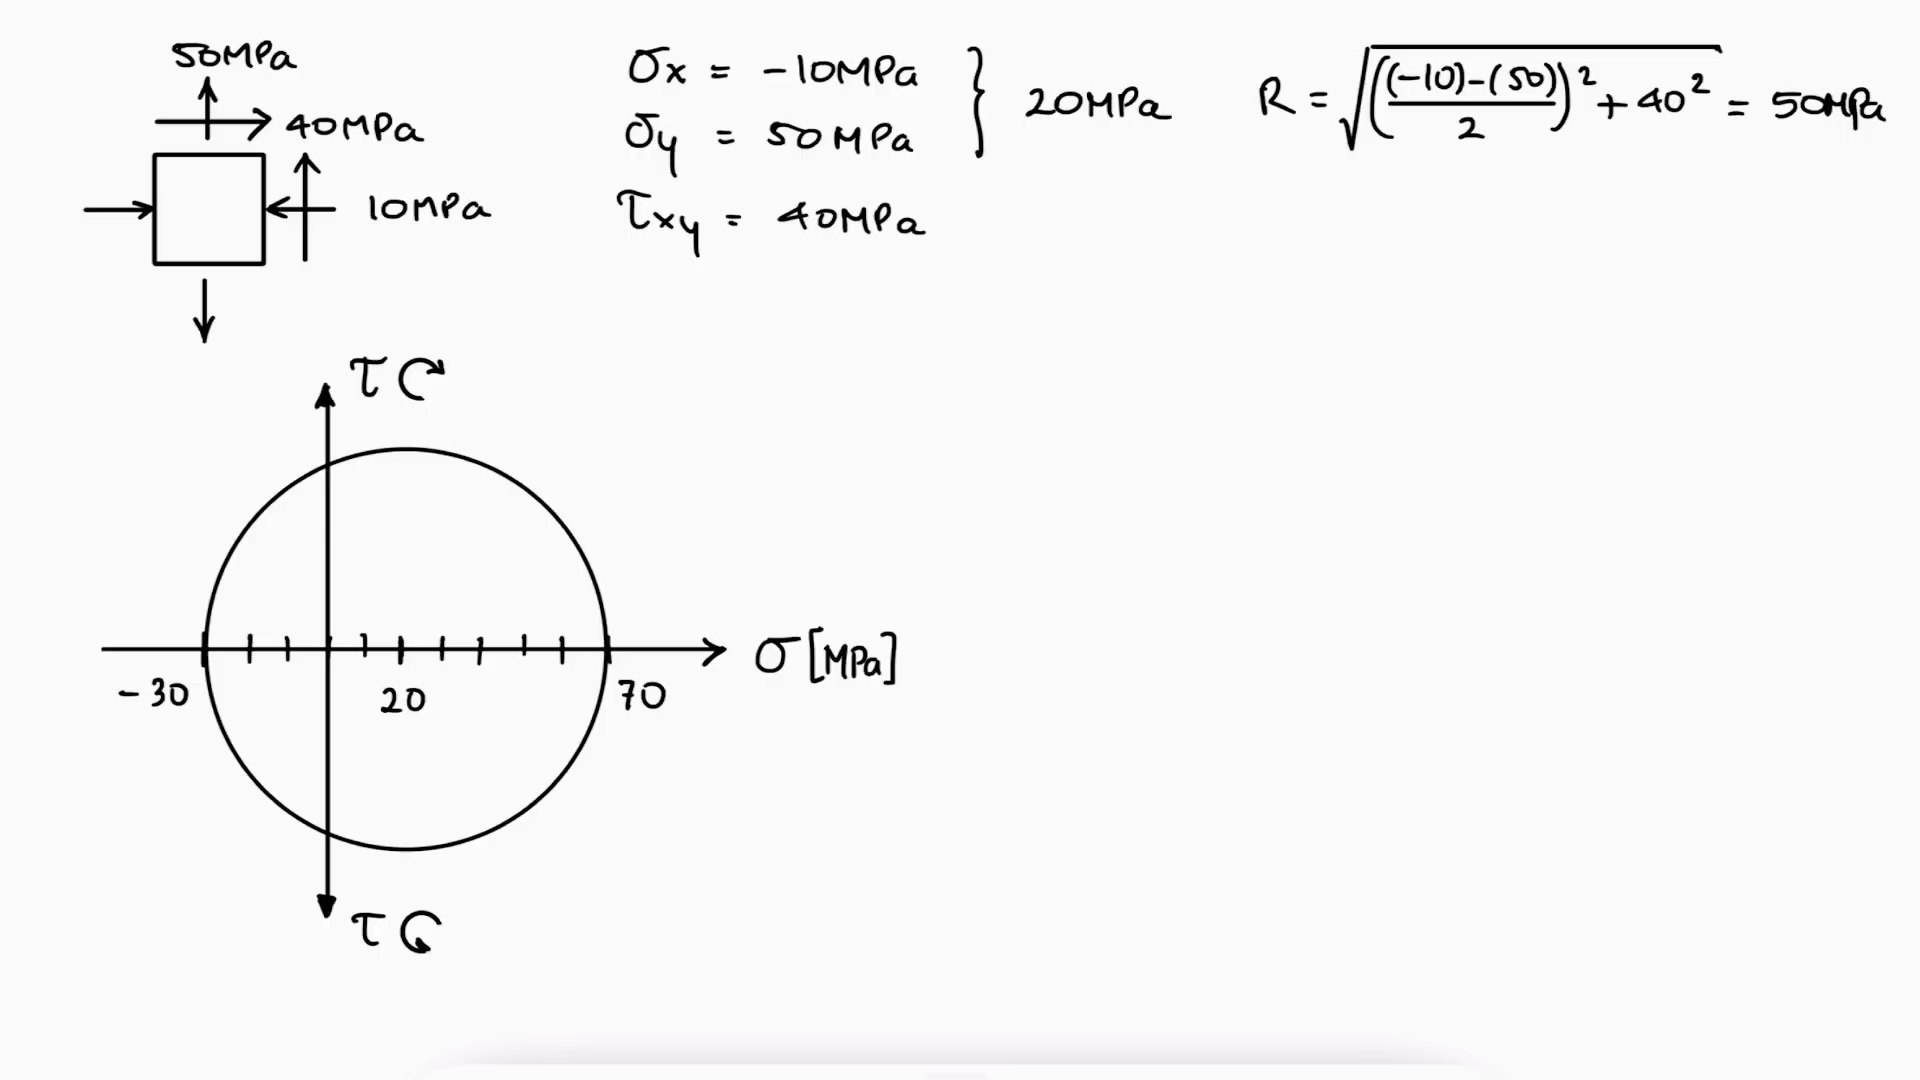 50MPa
40MPa
10MPa
σx = -10MPa
σy = 50MPa
} 20MPa
τxy = 40MPa
R = √(((-10)-(50))/2)² + 40² = 50MPa
τ
-30 20 70
σ [MPa]
τ